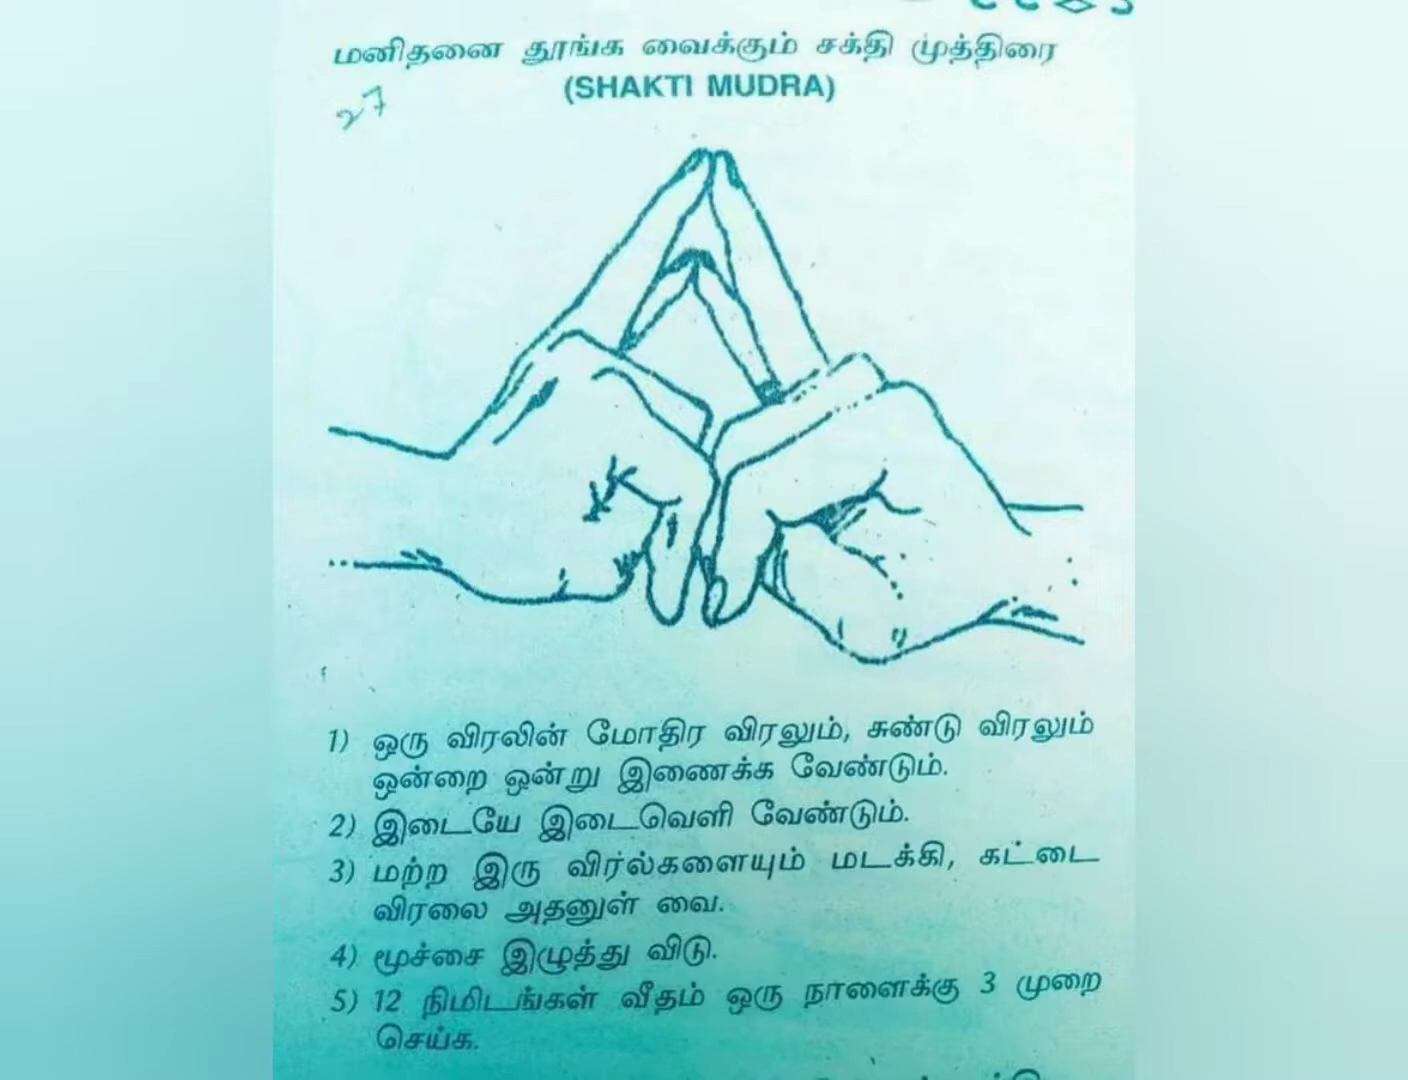 மனிதனை தூங்க வைக்கும் சக்தி முத்திரை
(SHAKTI MUDRA)
27
1) ஒரு விரலின் மோதிர விரலும், சுண்டு விரலும்
ஒன்றை ஒன்று இணைக்க வேண்டும்.
2) இடையே இடைவெளி வேண்டும்.
3) மற்ற இரு விரல்களையும் மடக்கி, கட்டை
விரலை அதனுள் வை.
4) மூச்சை இழுத்து விடு.
5) 12 நிமிடங்கள் வீதம் ஒரு நாளைக்கு 3 முறை
செய்க.